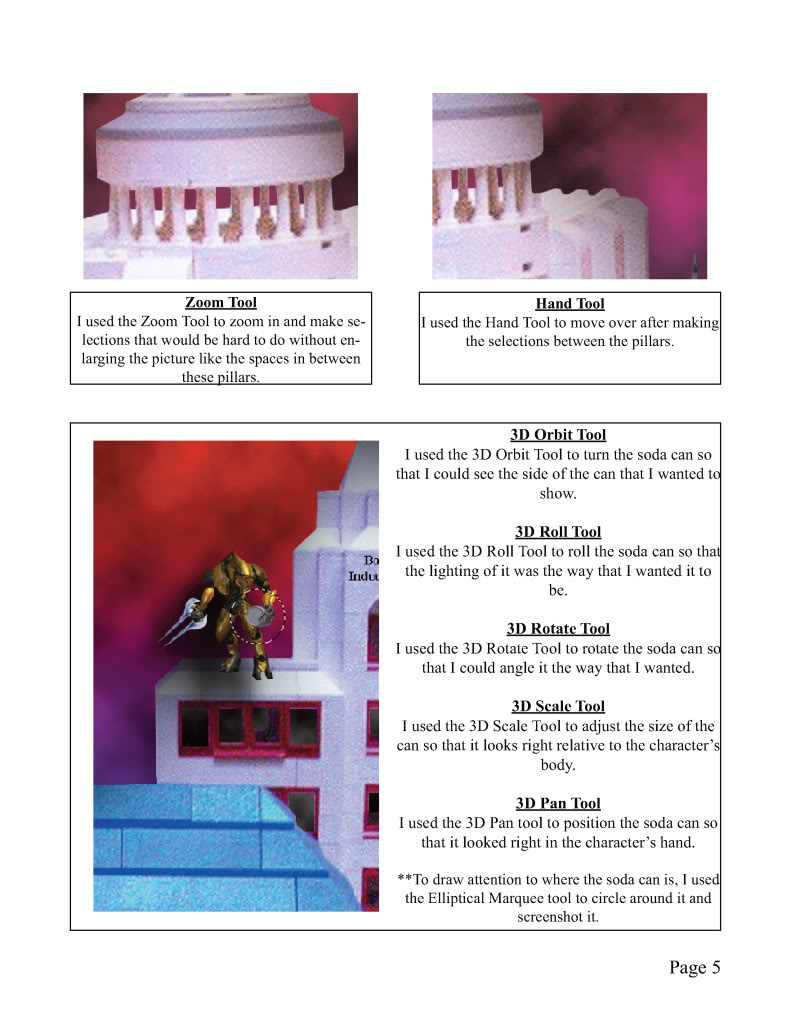 Zoom Tool
I used the Zoom Tool to zoom in and make se-
lections that would be hard to do without en-
larging the picture like the spaces in between
these pillars.
Hand Tool
I used the Hand Tool to move over after making
the selections between the pillars.
Bo
Indu
3D Orbit Tool
I used the 3D Orbit Tool to turn the soda can so
that I could see the side of the can that I wanted to
show.
3D Roll Tool
I used the 3D Roll Tool to roll the soda can so that
the lighting of it was the way that I wanted it to
be.
3D Rotate Tool
I used the 3D Rotate Tool to rotate the soda can so
that I could angle it the way that I wanted.
3D Scale Tool
I used the 3D Scale Tool to adjust the size of the
can so that it looks right relative to the character’s
body.
3D Pan Tool
I used the 3D Pan tool to position the soda can so
that it looked right in the character’s hand.
**To draw attention to where the soda can is, I used
the Elliptical Marquee tool to circle around it and
screenshot it.
Page 5